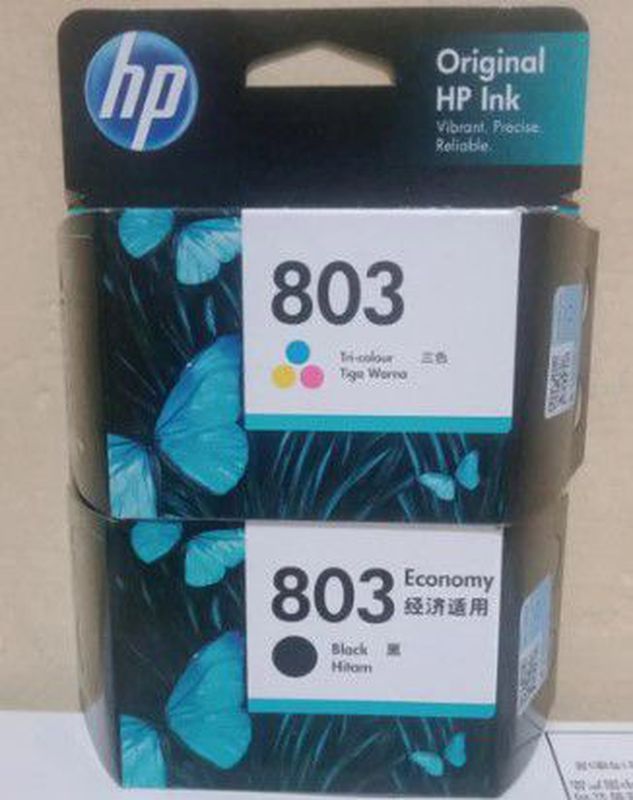 hp
Original
HP Ink
Vibrant. Precise.
Reliable.
803
Tri-colour 三色
Tiga Warna
803 Economy
经济适用
Black 黑
Hitam